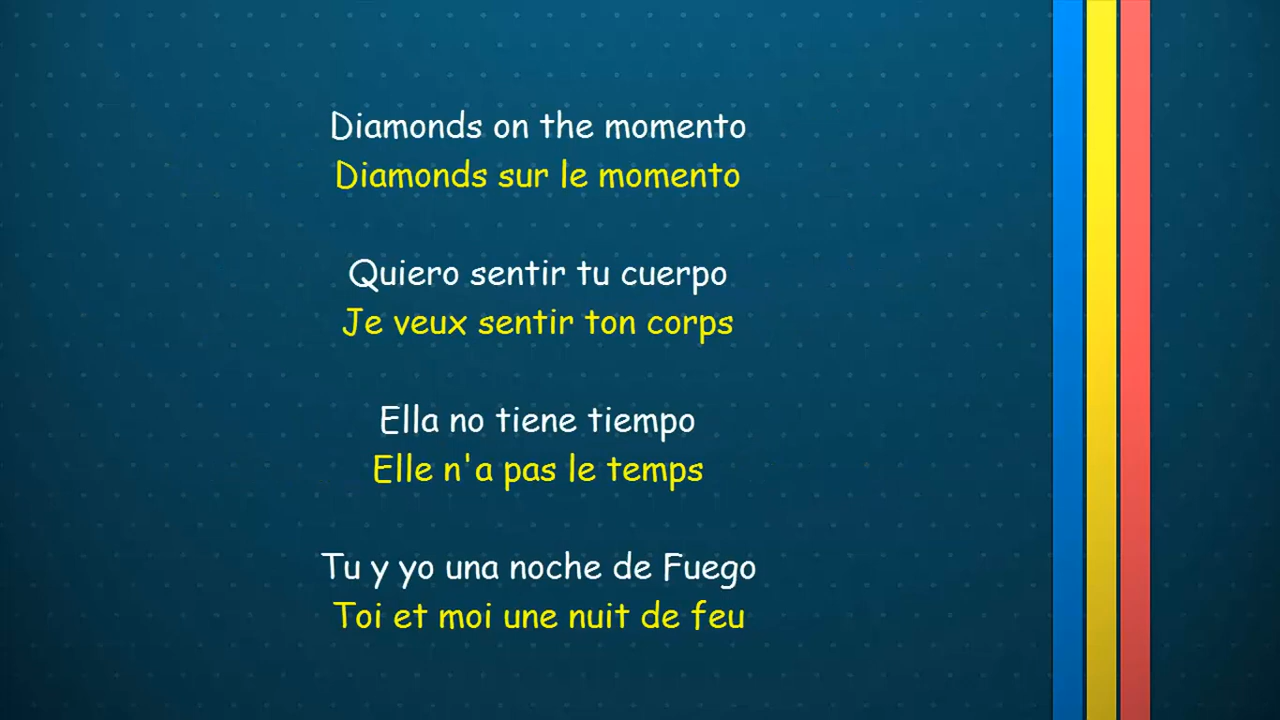 Diamonds on the momento
Diamonds sur le momento
Quiero sentir tu cuerpo
Je veux sentir ton corps
Ella no tiene tiempo
Elle n'a pas le temps
Tu y yo una noche de Fuego
Toi et moi une nuit de feu